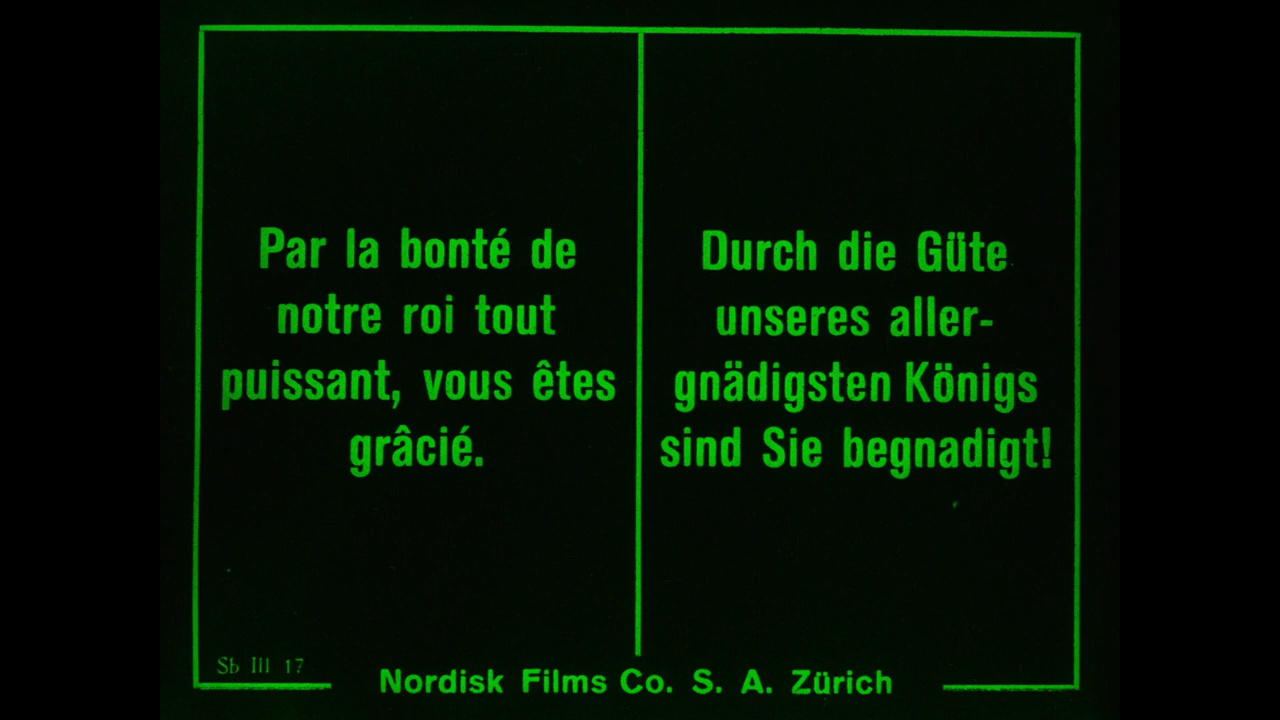 Par la bonté de
notre roi tout
puissant, vous êtes
grâcié.
Durch die Güte
unseres aller-
gnädigsten Königs
sind Sie begnadigt!
Sb III 17
Nordisk Films Co. S. A. Zürich